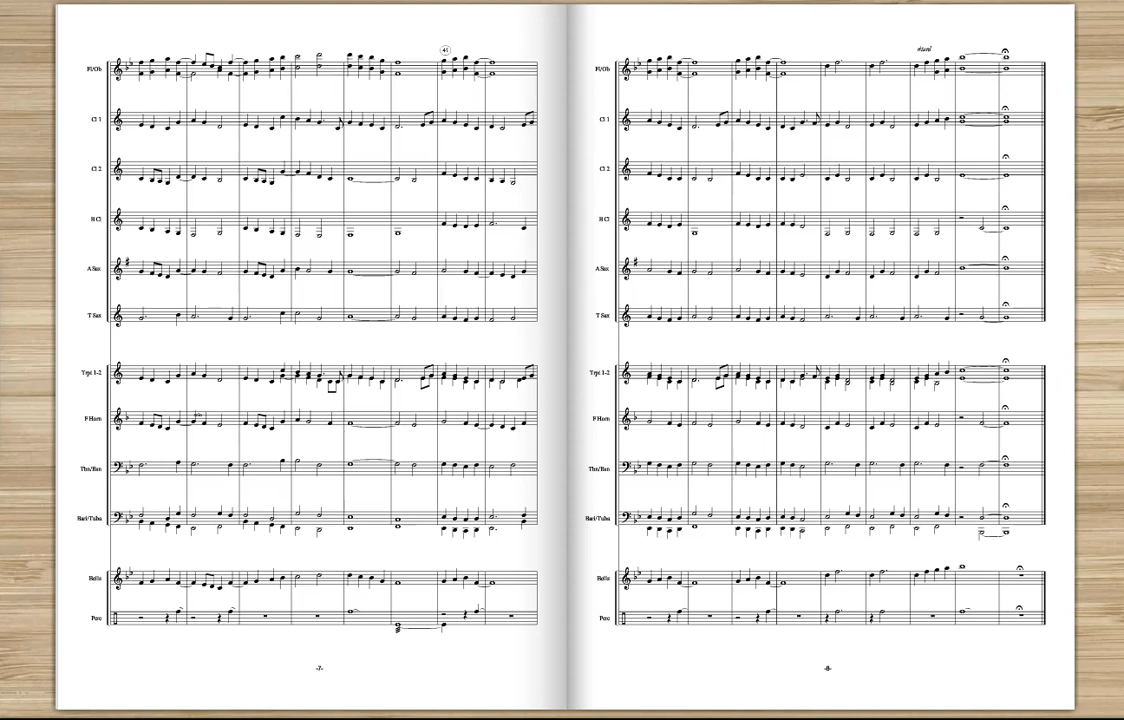 41
Fl/Ob
Cl 1
Cl 2
B Cl
A Sax
T Sax
Trpt 1-2
F Horn
Tbn/Bsn
Bari/Tuba
Bells
Perc
-7-
Fl/Ob
Cl 1
Cl 2
B Cl
A Sax
T Sax
Trpt 1-2
F Horn
Tbn/Bsn
Bari/Tuba
Bells
Perc
-8-